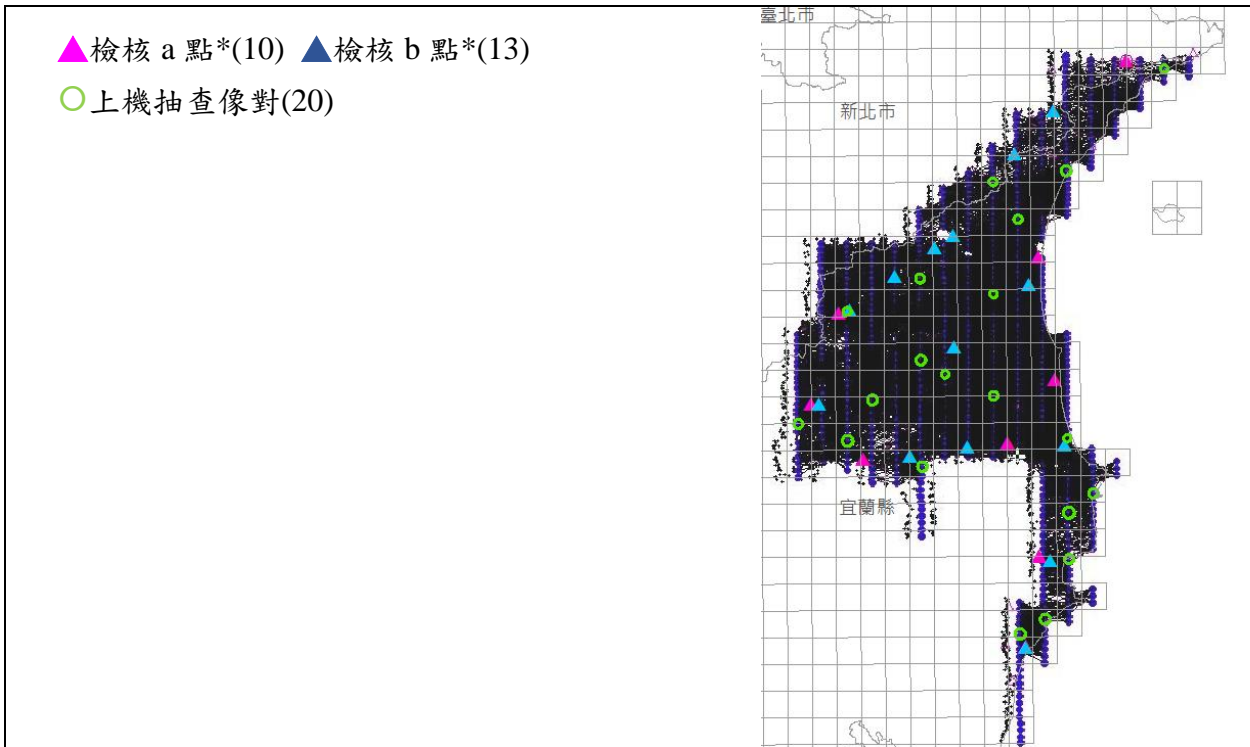 ▲檢核 a 點*(10) ▲檢核 b 點*(13)
○上機抽查像對(20)
臺北市
新北市
宜蘭縣